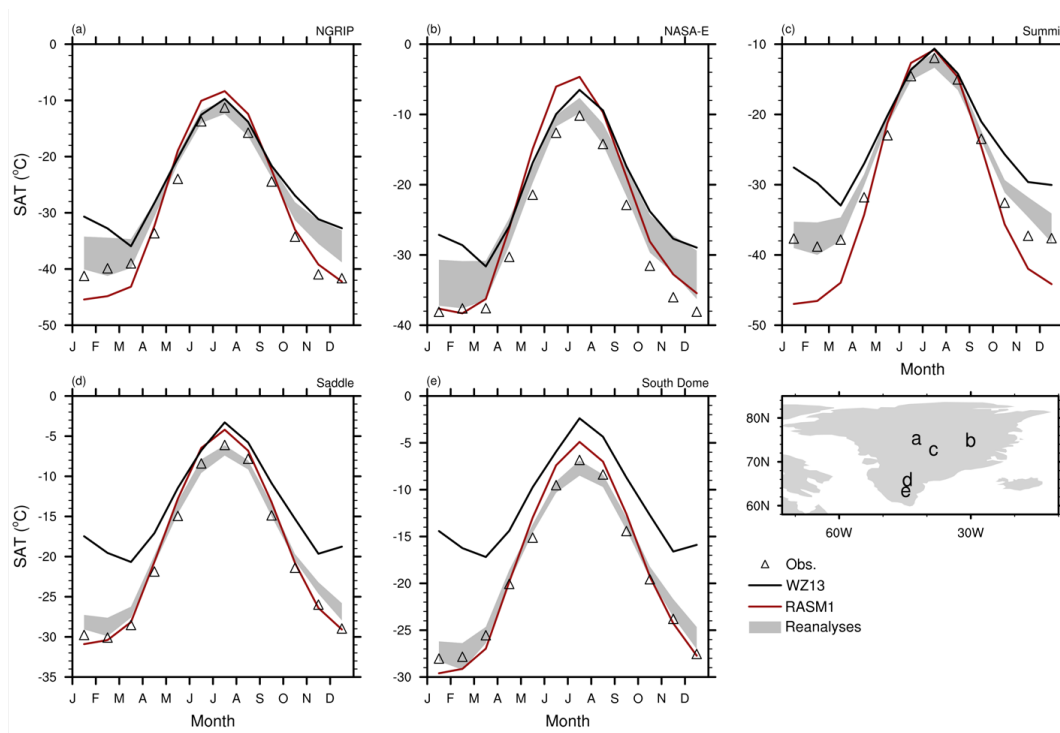 (a) NGRIP
(b) NASA-E
(c) Summi
0
-10
-20
-30
-40
-50
SAT (°C)
J F M A M J J A S O N D
0
-10
-20
-30
-40
J F M A M J J A S O N D
-10
-20
-30
-40
-50
J F M A M J J A S O N D
Month
(d) Saddle
(e) South Dome
0
-5
-10
-15
-20
-25
-30
-35
SAT (°C)
J F M A M J J A S O N D
Month
0
-5
-10
-15
-20
-25
-30
J F M A M J J A S O N D
Month
80N
70N
60N
a
b
c
d
e
60W 30W
Obs.
WZ13
RASM1
Reanalyses